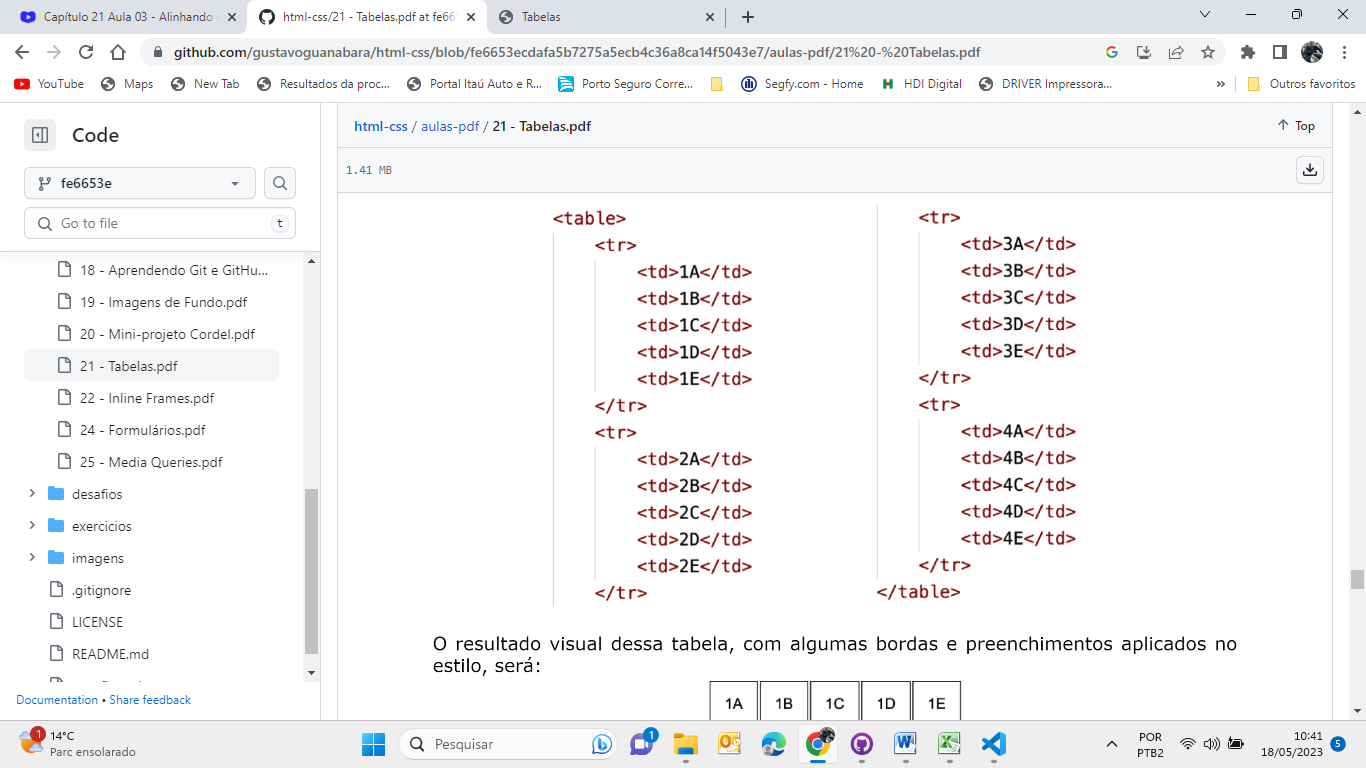 Capítulo 21 Aula 03 - Alinhando
html-css/21 - Tabelas.pdf at fe665
Tabelas
github.com/gustavoguanabara/html-css/blob/fe6653ecdafa5b7275a5ecb4c36a8ca14f5043e7/aulas-pdf/21%20-%20Tabelas.pdf
YouTube
Maps
New Tab
Resultados da proc...
Portal Itaú Auto e R...
Porto Seguro Corre...
Segfy.com - Home
HDI Digital
DRIVER Impressora...
»
Outros favoritos
Code
fe6653e
Go to file
t
18 - Aprendendo Git e GitHu...
19 - Imagens de Fundo.pdf
20 - Mini-projeto Cordel.pdf
21 - Tabelas.pdf
22 - Inline Frames.pdf
24 - Formulários.pdf
25 - Media Queries.pdf
desafios
exercicios
imagens
.gitignore
LICENSE
README.md
Documentation • Share feedback
html-css / aulas-pdf / 21 - Tabelas.pdf
Top
1.41 MB
<table>
<tr>
<td>1A</td>
<td>1B</td>
<td>1C</td>
<td>1D</td>
<td>1E</td>
</tr>
<tr>
<td>2A</td>
<td>2B</td>
<td>2C</td>
<td>2D</td>
<td>2E</td>
</tr>
<tr>
<td>3A</td>
<td>3B</td>
<td>3C</td>
<td>3D</td>
<td>3E</td>
</tr>
<tr>
<td>4A</td>
<td>4B</td>
<td>4C</td>
<td>4D</td>
<td>4E</td>
</tr>
</table>
O resultado visual dessa tabela, com algumas bordas e preenchimentos aplicados no
estilo, será:
1A 1B 1C 1D 1E
1
14°C
Parc ensolarado
Pesquisar
1
POR
PTB2
10:41
18/05/2023
5